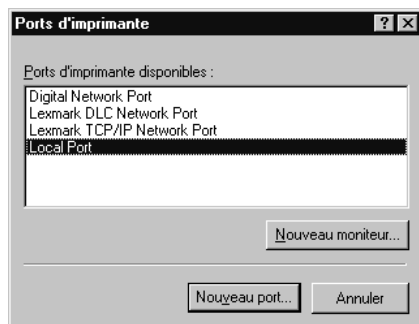 Ports d'imprimante
Ports d'imprimante disponibles :
Digital Network Port
Lexmark DLC Network Port
Lexmark TCP/IP Network Port
Local Port
Nouveau moniteur...
Nouveau port...
Annuler